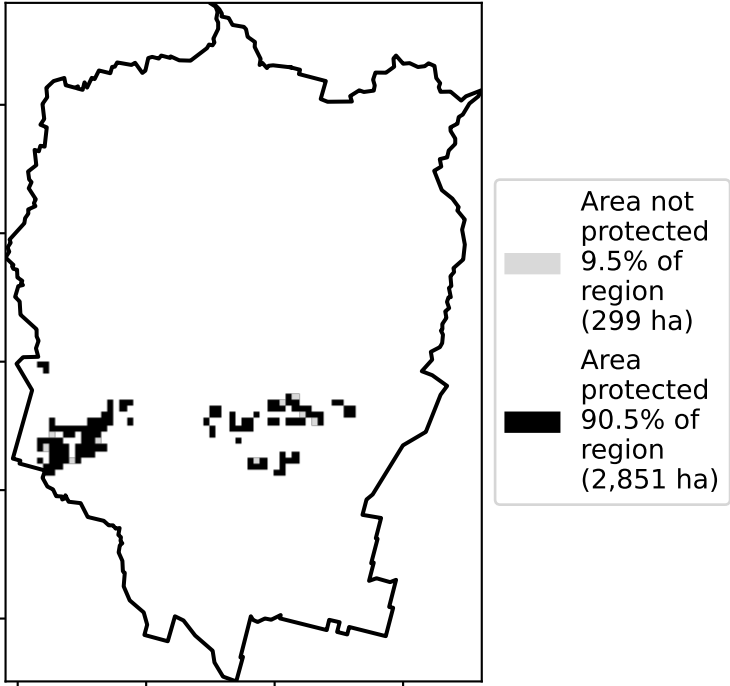 Area not
protected
9.5% of
region
(299 ha)
Area
protected
90.5% of
region
(2,851 ha)